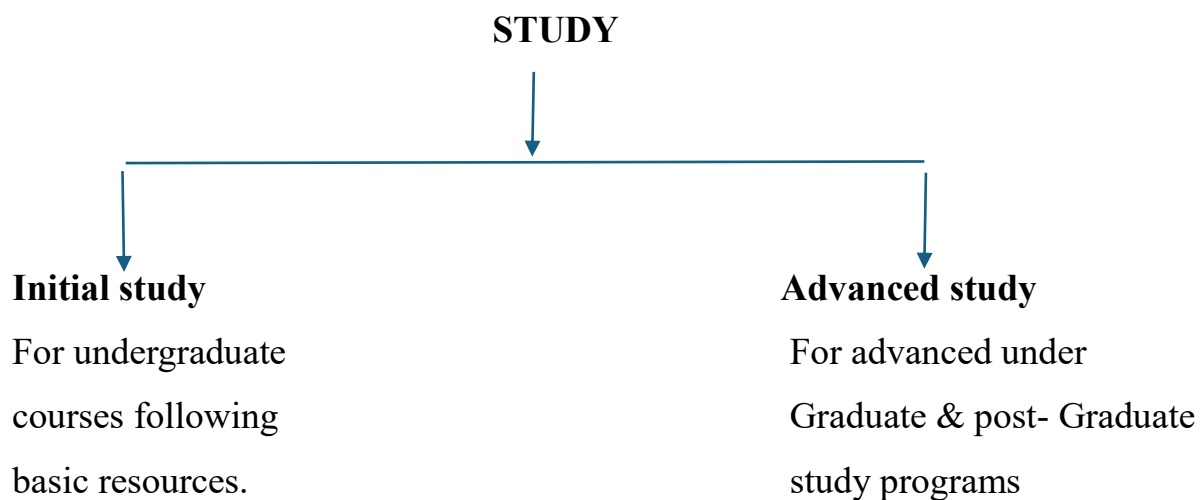 STUDY
Initial study
For undergraduate
courses following
basic resources.
Advanced study
For advanced under
Graduate & post- Graduate
study programs